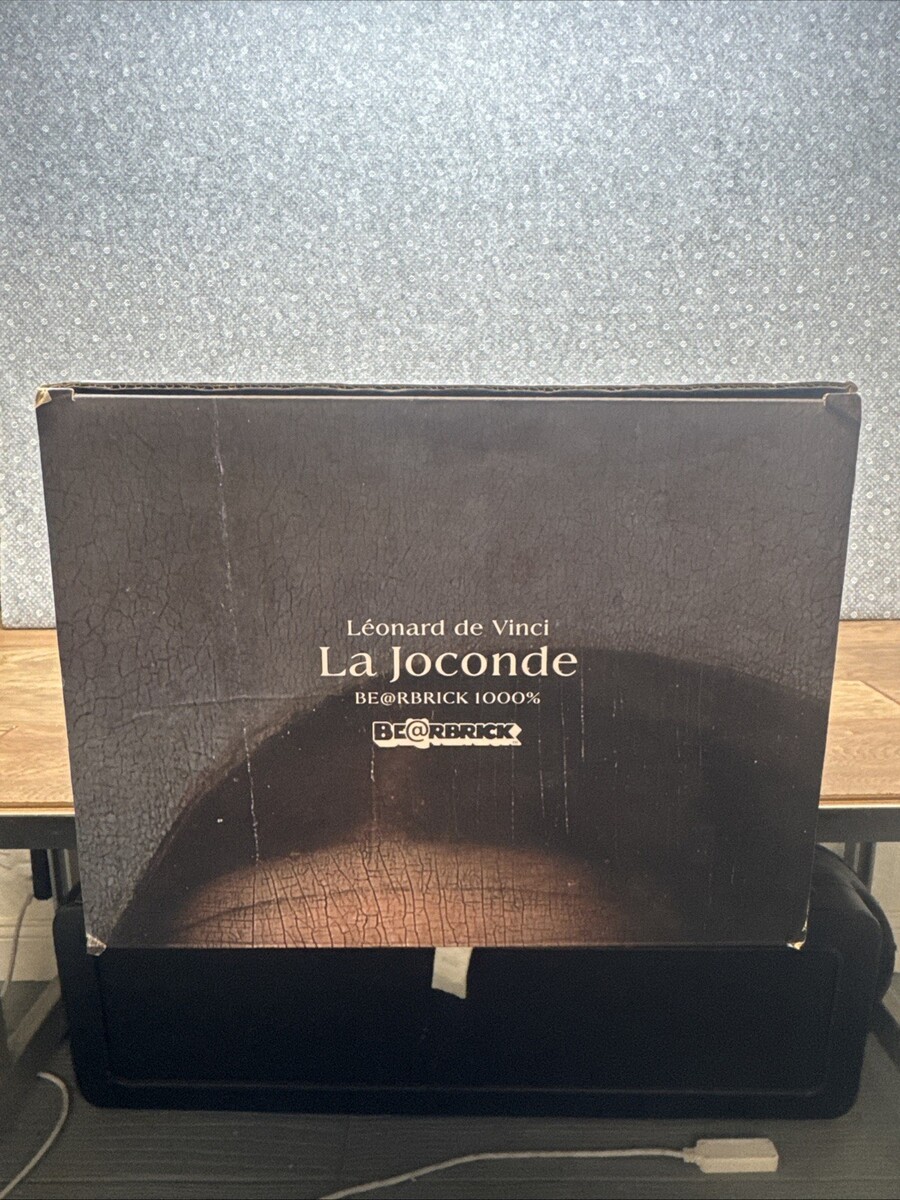 Léonard de Vinci
La Joconde
BE@RBRICK 1000%
BE@RBRICK